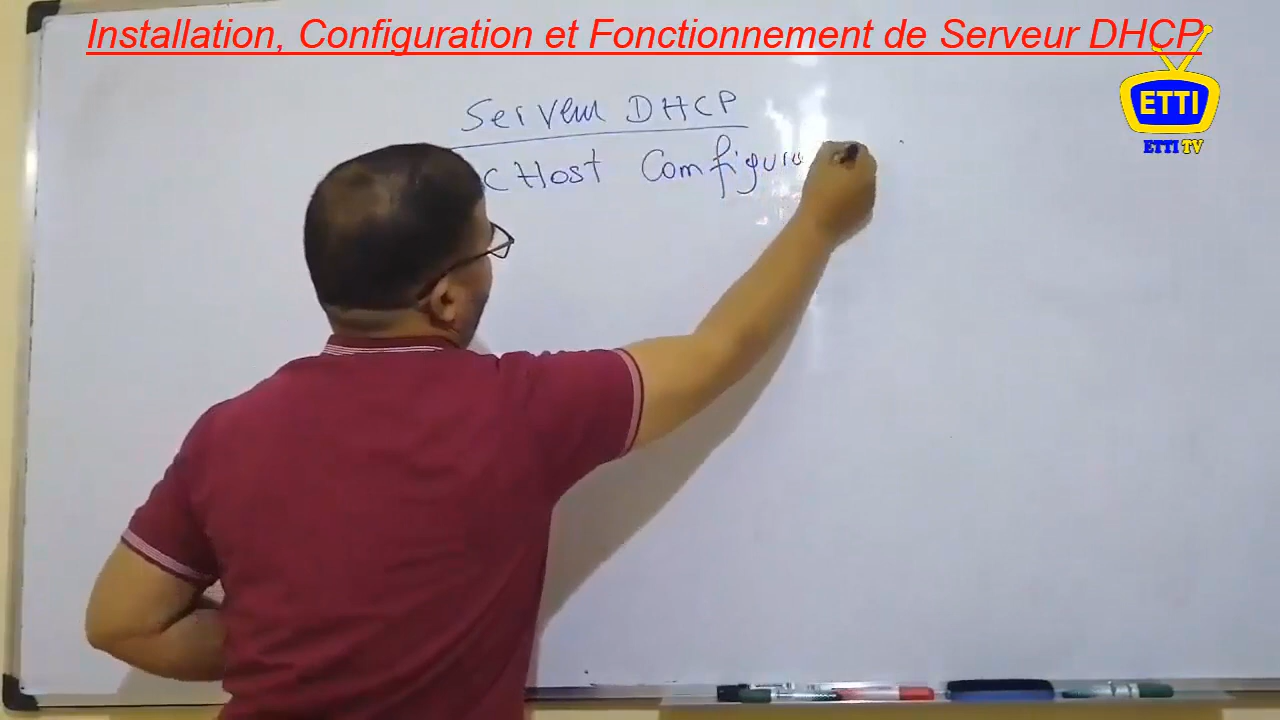 Installation, Configuration et Fonctionnement de Serveur DHCP
ETTI
ETTI TV
Serveur DHCP
c Host Configura